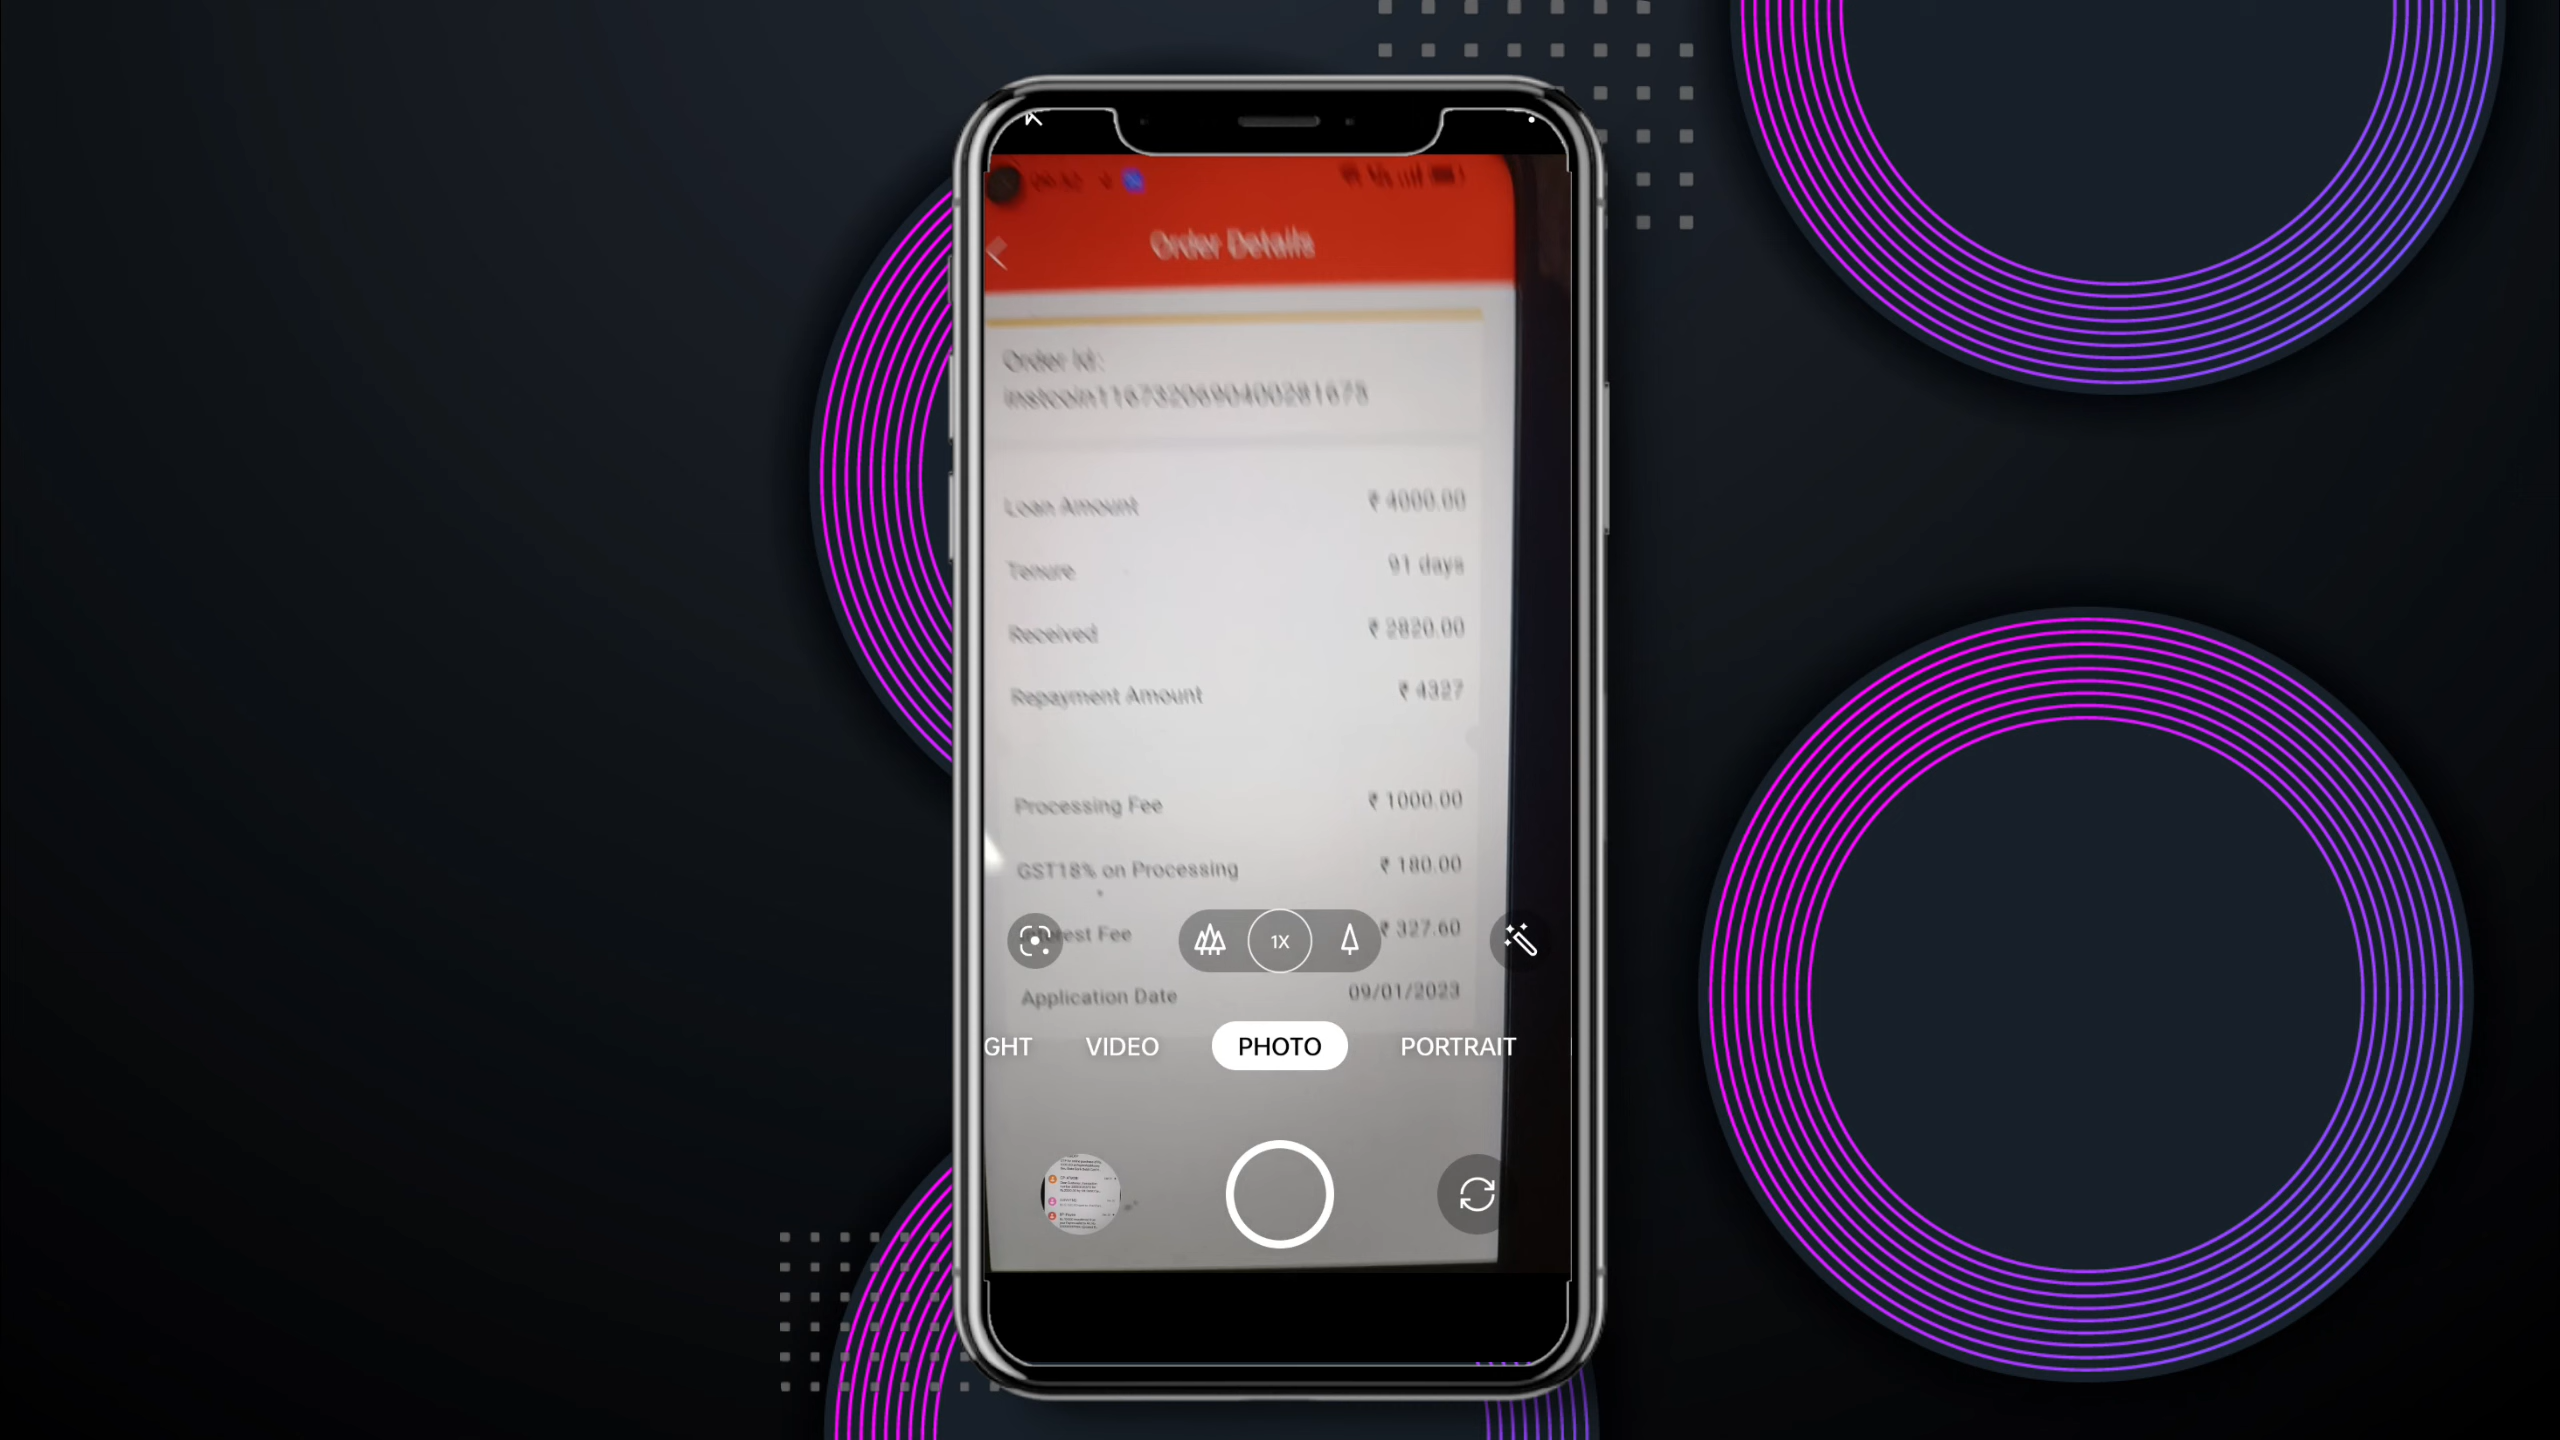 Order Details
Order Id:
Loan Amount ₹ 4000.00
Tenure 91 days
Received ₹ 2820.00
Repayment Amount ₹ 4327
Processing Fee ₹ 1000.00
GST18% on Processing ₹ 180.00
erest Fee 1X ₹ 327.60
Application Date 09/01/2023
GHT VIDEO PHOTO PORTRAIT